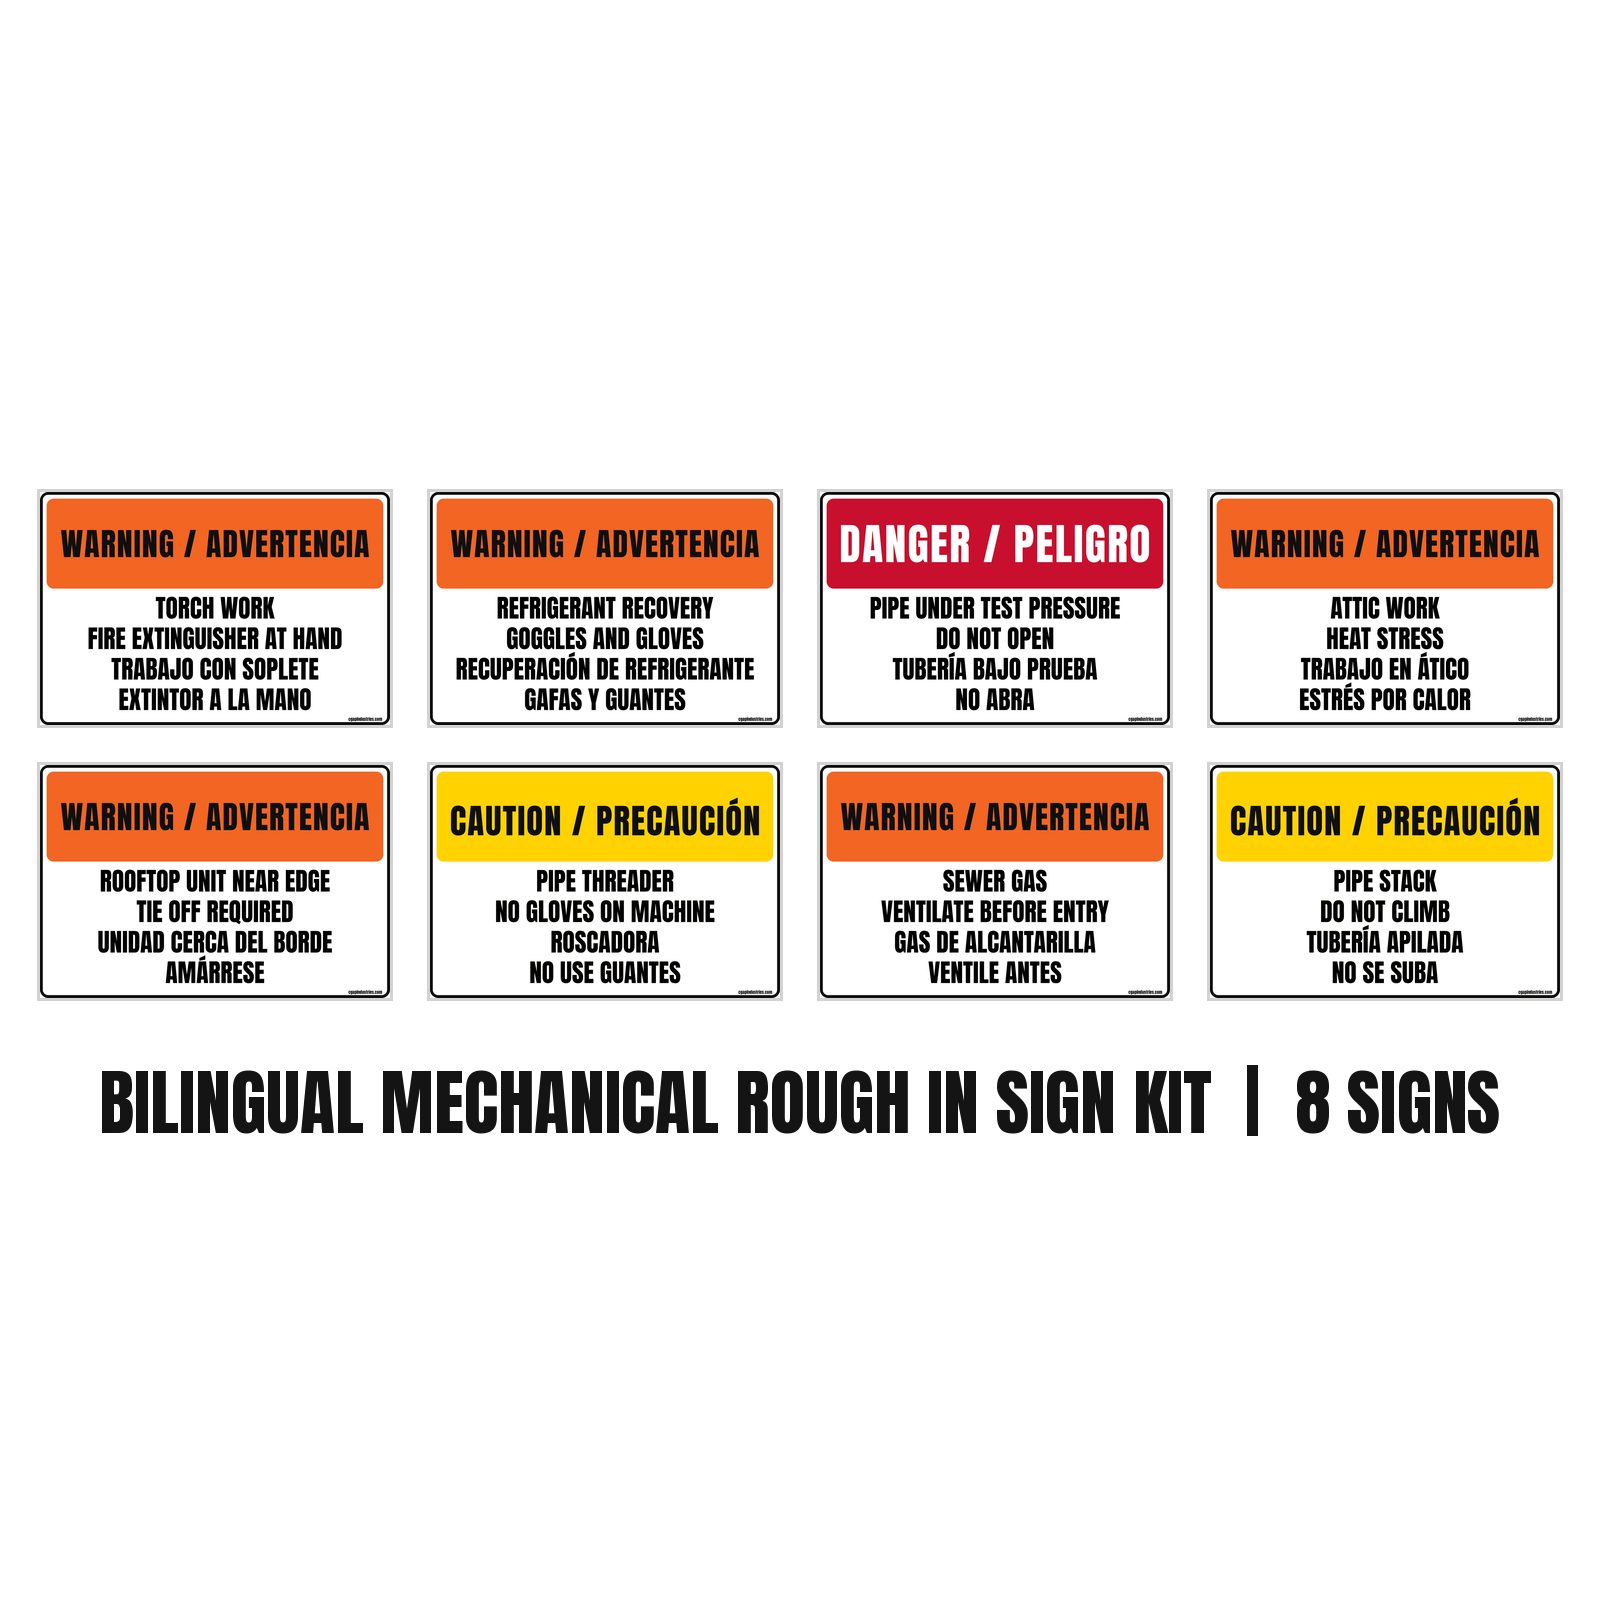 WARNING / ADVERTENCIA
TORCH WORK
FIRE EXTINGUISHER AT HAND
TRABAJO CON SOPLETE
EXTINTOR A LA MANO
WARNING / ADVERTENCIA
REFRIGERANT RECOVERY
GOGGLES AND GLOVES
RECUPERACIÓN DE REFRIGERANTE
GAFAS Y GUANTES
DANGER / PELIGRO
PIPE UNDER TEST PRESSURE
DO NOT OPEN
TUBERÍA BAJO PRUEBA
NO ABRA
WARNING / ADVERTENCIA
ATTIC WORK
HEAT STRESS
TRABAJO EN ÁTICO
ESTRÉS POR CALOR
WARNING / ADVERTENCIA
ROOFTOP UNIT NEAR EDGE
TIE OFF REQUIRED
UNIDAD CERCA DEL BORDE
AMÁRRESE
CAUTION / PRECAUCIÓN
PIPE THREADER
NO GLOVES ON MACHINE
ROSCADORA
NO USE GUANTES
WARNING / ADVERTENCIA
SEWER GAS
VENTILATE BEFORE ENTRY
GAS DE ALCANTARILLA
VENTILE ANTES
CAUTION / PRECAUCIÓN
PIPE STACK
DO NOT CLIMB
TUBERÍA APILADA
NO SE SUBA
BILINGUAL MECHANICAL ROUGH IN SIGN KIT | 8 SIGNS